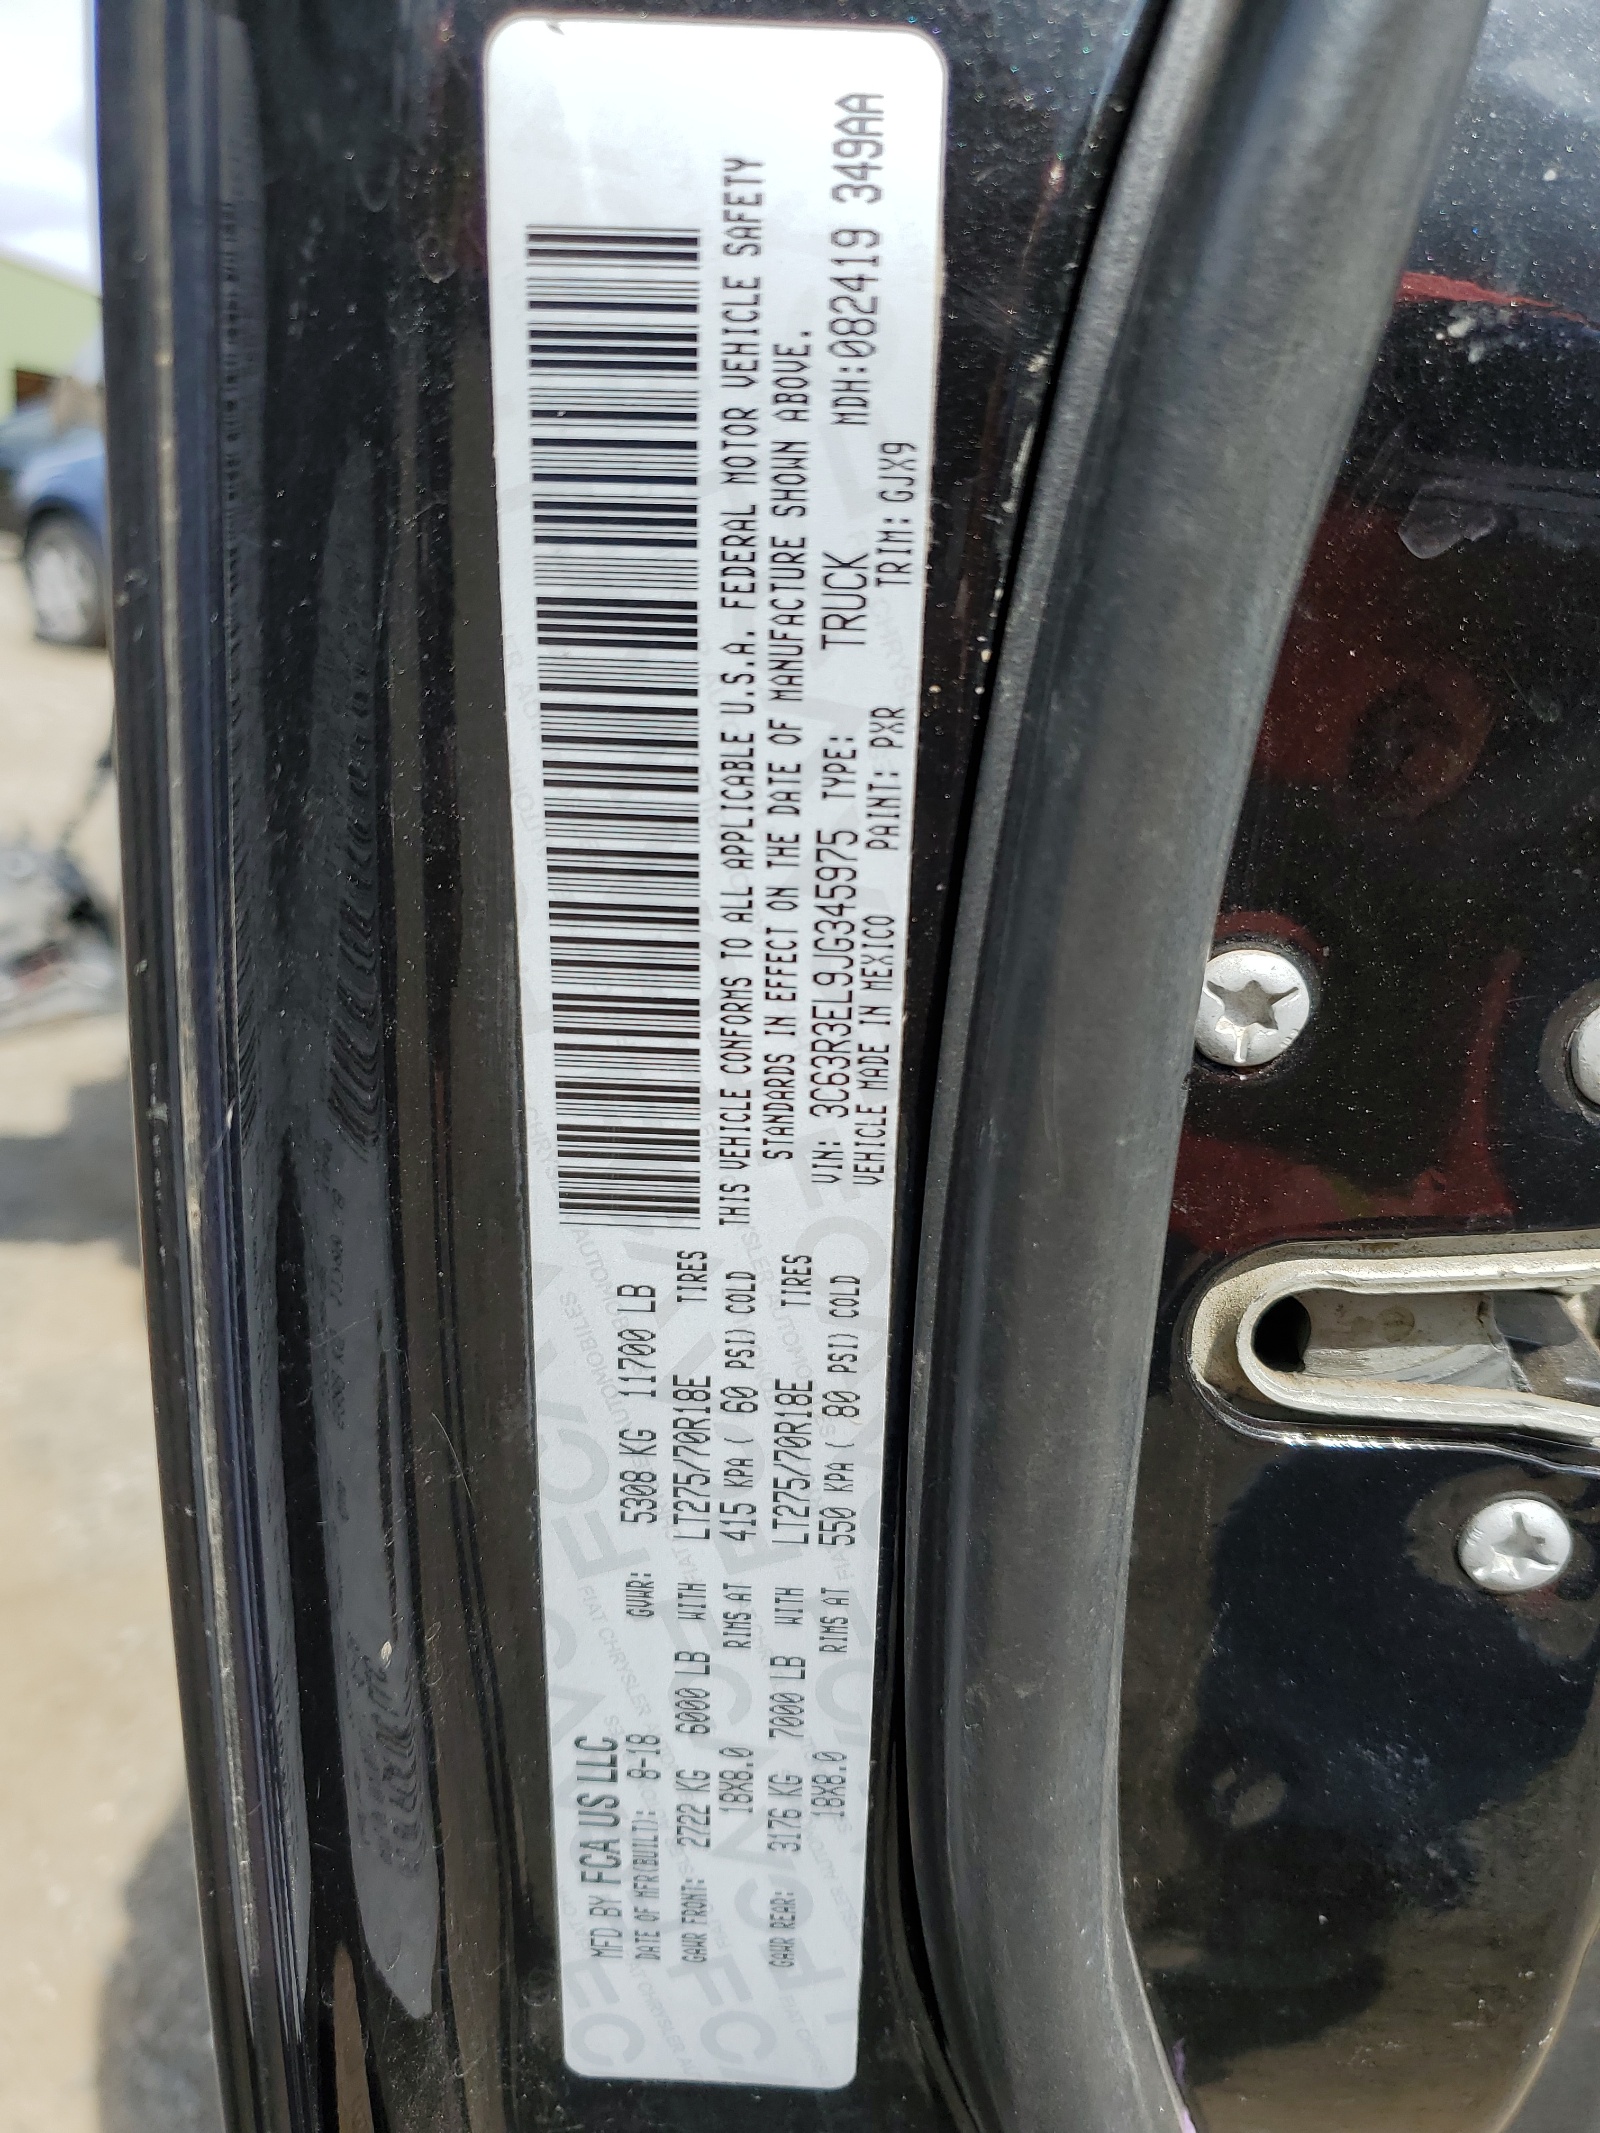 MFD BY FCA US LLC
DATE OF MFR(BUILT): 8-18 GVWR: 5308 KG 11700 LB
GAWR FRONT: 2722 KG 6000 LB WITH LT275/70R18E TIRES
18X8.0 RIMS AT 415 KPA( 60 PSI) COLD
GAWR REAR: 3176 KG 7000 LB WITH LT275/70R18E TIRES
18X8.0 RIMS AT 550 KPA( 80 PSI) COLD
THIS VEHICLE CONFORMS TO ALL APPLICABLE U.S.A. FEDERAL MOTOR VEHICLE SAFETY
STANDARDS IN EFFECT ON THE DATE OF MANUFACTURE SHOWN ABOVE.
VIN: 3C63R3EL9JG345975 TYPE: TRUCK MDH:082419 349AA
VEHICLE MADE IN MEXICO PAINT: PXR TRIM: GJX9